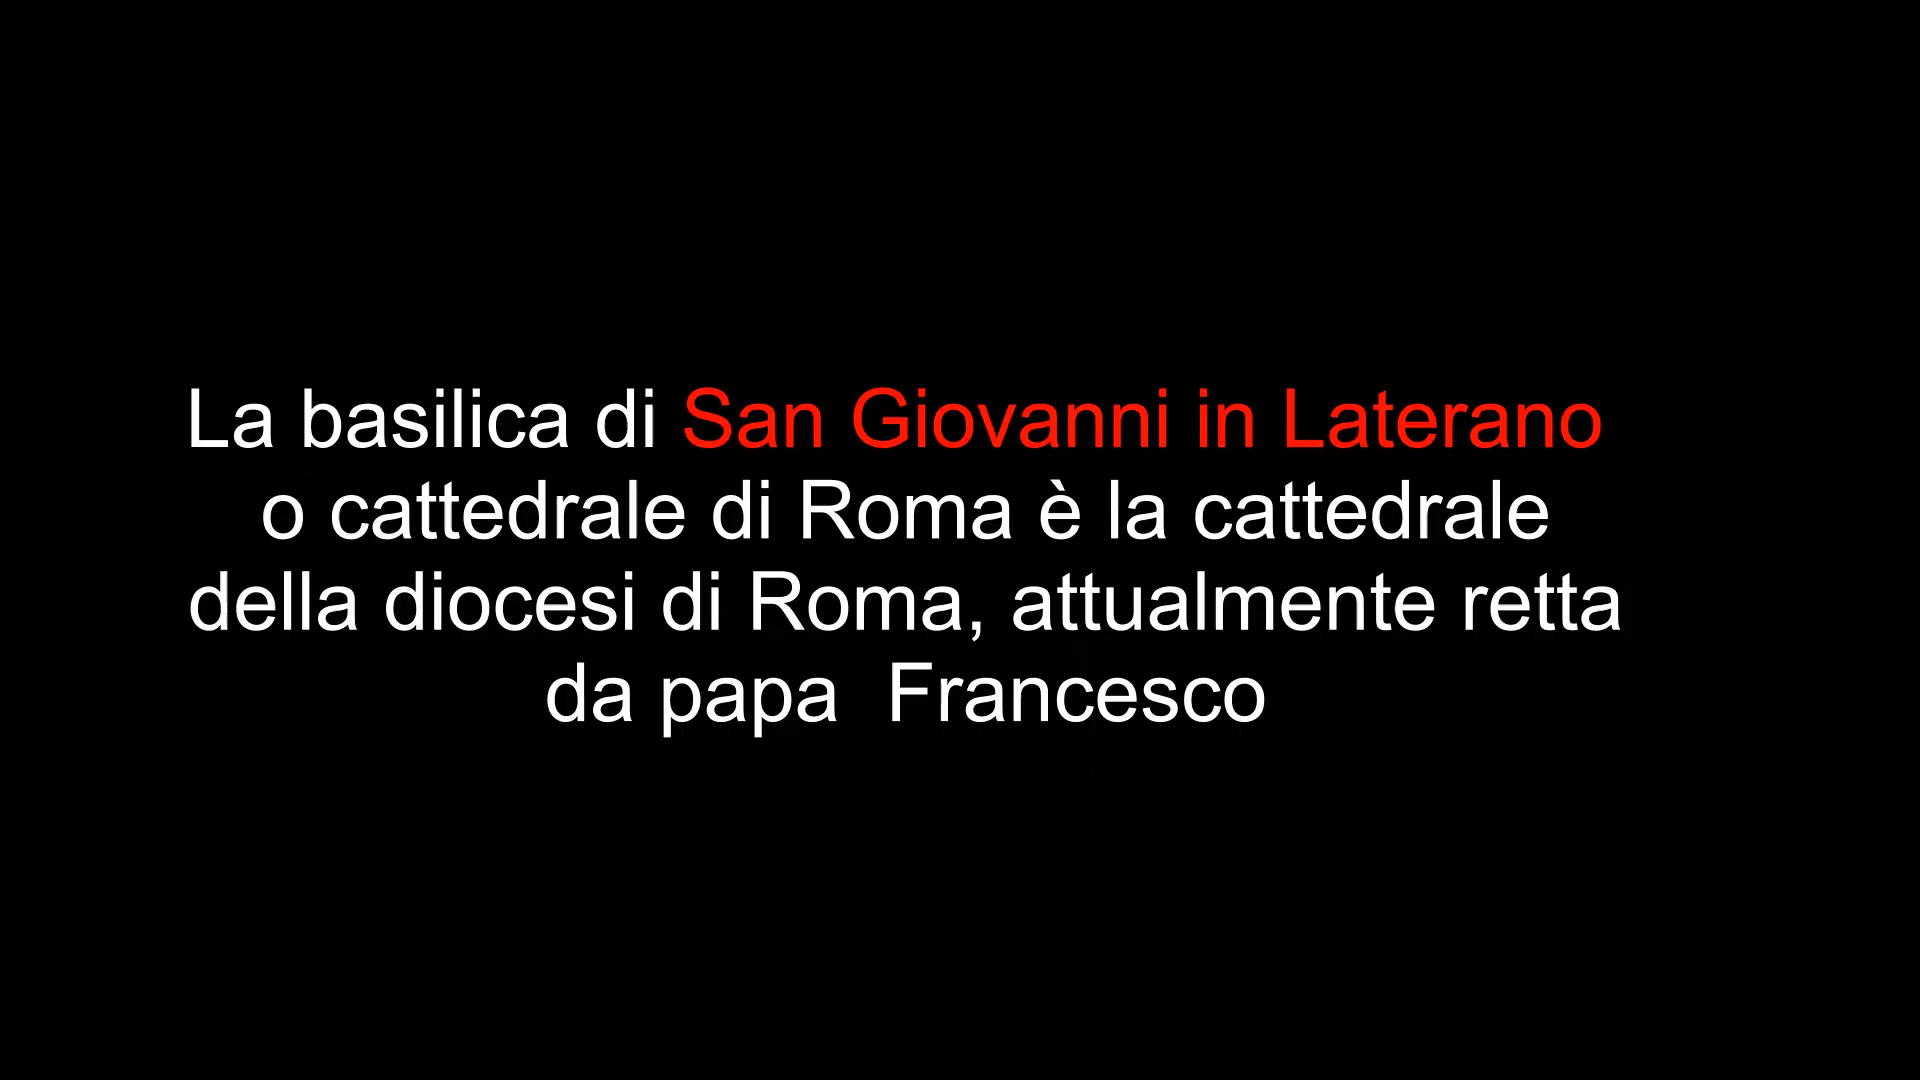 La basilica di San Giovanni in Laterano
o cattedrale di Roma è la cattedrale
della diocesi di Roma, attualmente retta
da papa  Francesco